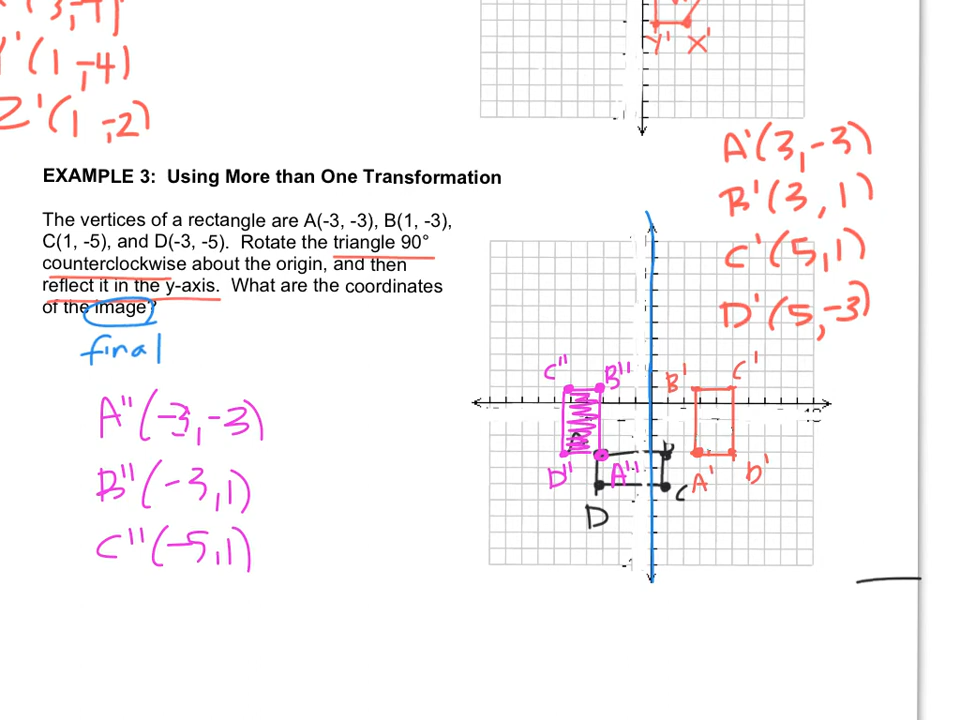 Y'(1,-4)
Z'(1,-2)
Y' X'
EXAMPLE 3: Using More than One Transformation
The vertices of a rectangle are A(-3, -3), B(1, -3),
C(1, -5), and D(-3, -5). Rotate the triangle 90°
counterclockwise about the origin, and then
reflect it in the y-axis. What are the coordinates
of the image?
final
A'(3,-3)
B'(3,1)
C'(5,1)
D'(5,-3)
A"(-3,-3)
B"(-3,1)
C"(-5,1)
C" B" B' C'
D" A" A' D'
C
D